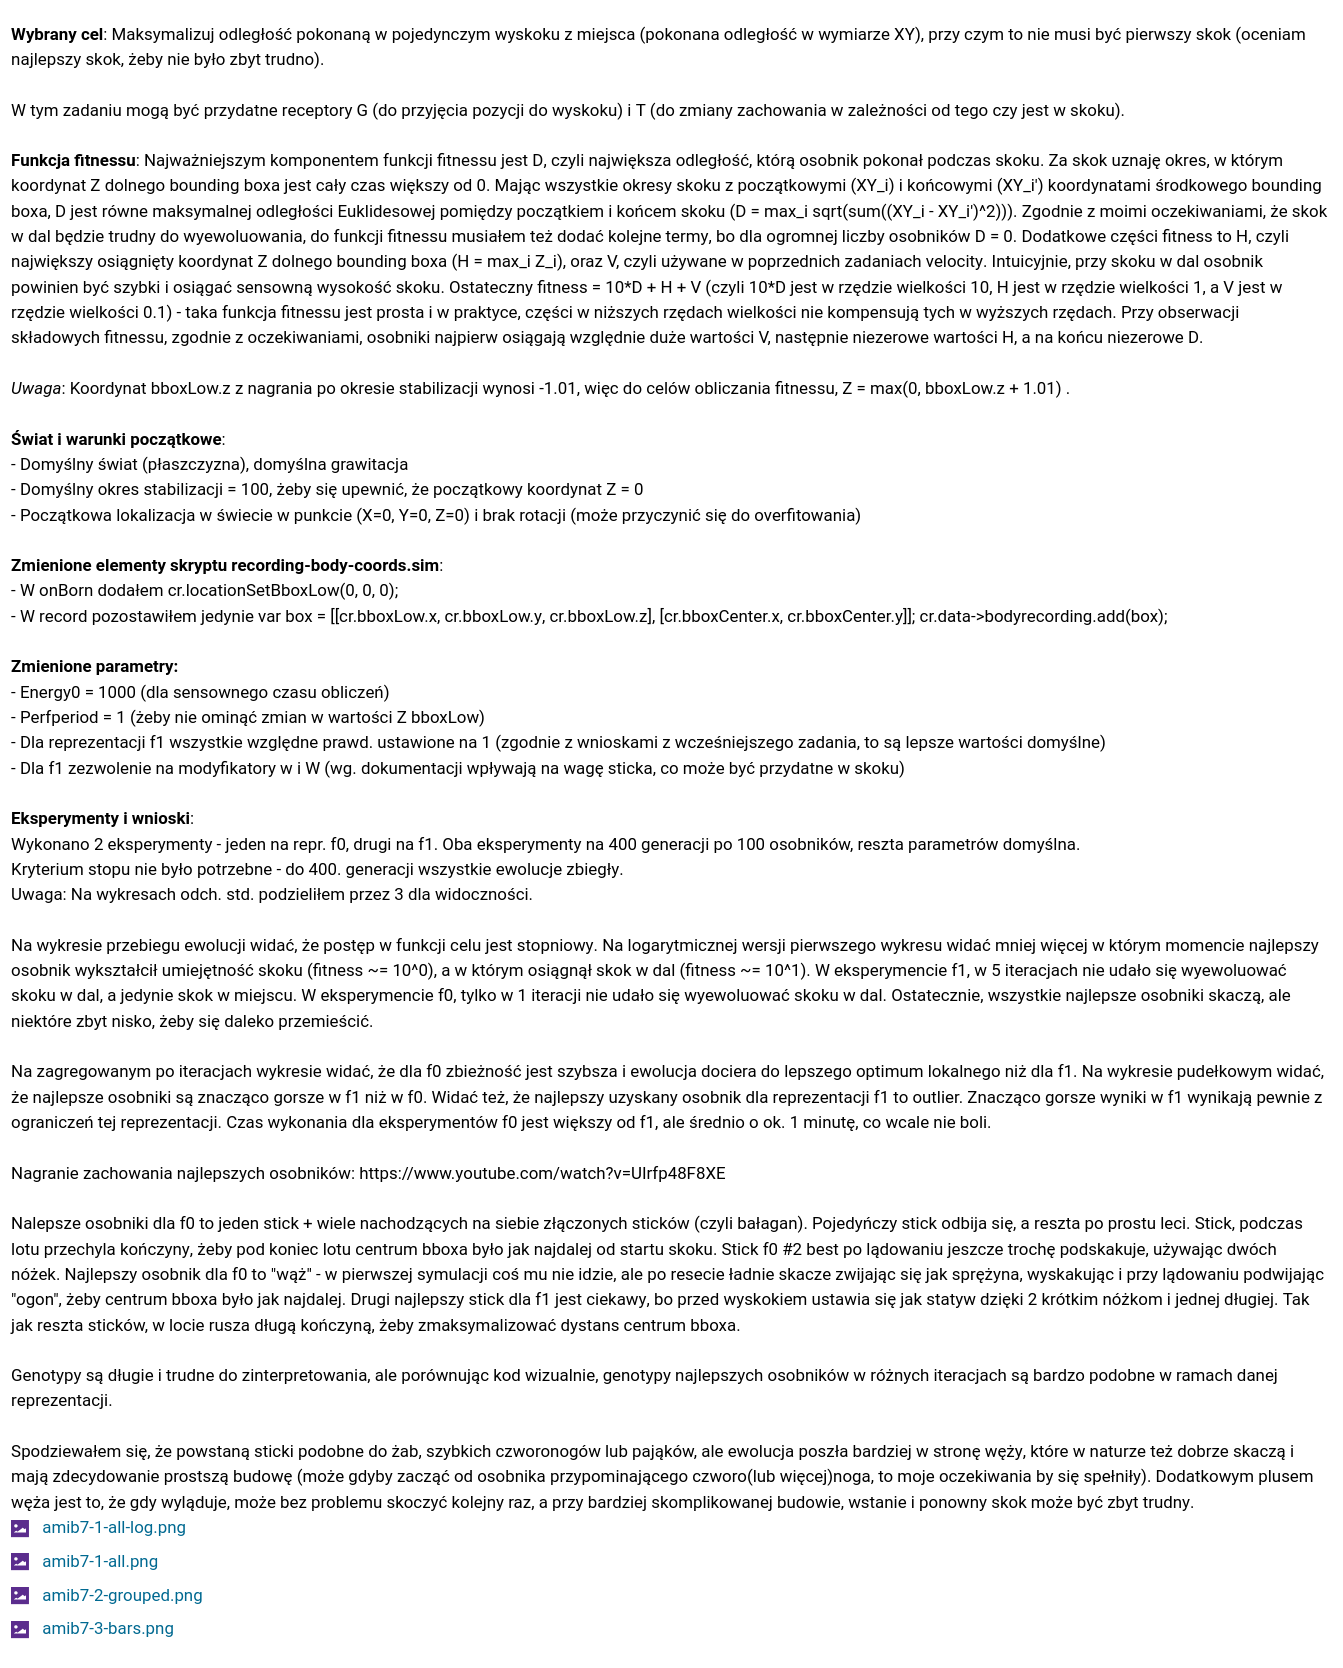 Wybrany cel: Maksymalizuj odległość pokonaną w pojedynczym wyskoku z miejsca (pokonana odległość w wymiarze XY), przy czym to nie musi być pierwszy skok (oceniam
najlepszy skok, żeby nie było zbyt trudno).
W tym zadaniu mogą być przydatne receptory G (do przyjęcia pozycji do wyskoku) i T (do zmiany zachowania w zależności od tego czy jest w skoku).
Funkcja fitnessu: Najważniejszym komponentem funkcji fitnessu jest D, czyli największa odległość, którą osobnik pokonał podczas skoku. Za skok uznaję okres, w którym
koordynat Z dolnego bounding boxa jest cały czas większy od 0. Mając wszystkie okresy skoku z początkowymi (XY_i) i końcowymi (XY_i') koordynatami środkowego bounding
boxa, D jest równe maksymalnej odległości Euklidesowej pomiędzy początkiem i końcem skoku (D = max_i sqrt(sum((XY_i - XY_i')^2))). Zgodnie z moimi oczekiwaniami, że skok
w dal będzie trudny do wyewoluowania, do funkcji fitnessu musiałem też dodać kolejne termy, bo dla ogromnej liczby osobników D = 0. Dodatkowe części fitness to H, czyli
największy osiągnięty koordynat Z dolnego bounding boxa (H = max_i Z_i), oraz V, czyli używane w poprzednich zadaniach velocity. Intuicyjnie, przy skoku w dal osobnik
powinien być szybki i osiągać sensowną wysokość skoku. Ostateczny fitness = 10*D + H + V (czyli 10*D jest w rzędzie wielkości 10, H jest w rzędzie wielkości 1, a V jest w
rzędzie wielkości 0.1) - taka funkcja fitnessu jest prosta i w praktyce, części w niższych rzędach wielkości nie kompensują tych w wyższych rzędach. Przy obserwacji
składowych fitnessu, zgodnie z oczekiwaniami, osobniki najpierw osiągają względnie duże wartości V, następnie niezerowe wartości H, a na końcu niezerowe D.
Uwaga: Koordynat bboxLow.z z nagrania po okresie stabilizacji wynosi -1.01, więc do celów obliczania fitnessu, Z = max(0, bboxLow.z + 1.01) .
Świat i warunki początkowe:
- Domyślny świat (płaszczyzna), domyślna grawitacja
- Domyślny okres stabilizacji = 100, żeby się upewnić, że początkowy koordynat Z = 0
- Początkowa lokalizacja w świecie w punkcie (X=0, Y=0, Z=0) i brak rotacji (może przyczynić się do overfitowania)
Zmienione elementy skryptu recording-body-coords.sim:
- W onBorn dodałem cr.locationSetBboxLow(0, 0, 0);
- W record pozostawiłem jedynie var box = [[cr.bboxLow.x, cr.bboxLow.y, cr.bboxLow.z], [cr.bboxCenter.x, cr.bboxCenter.y]]; cr.data->bodyrecording.add(box);
Zmienione parametry:
- Energy0 = 1000 (dla sensownego czasu obliczeń)
- Perfperiod = 1 (żeby nie ominąć zmian w wartości Z bboxLow)
- Dla reprezentacji f1 wszystkie względne prawd. ustawione na 1 (zgodnie z wnioskami z wcześniejszego zadania, to są lepsze wartości domyślne)
- Dla f1 zezwolenie na modyfikatory w i W (wg. dokumentacji wpływają na wagę sticka, co może być przydatne w skoku)
Eksperymenty i wnioski:
Wykonano 2 eksperymenty - jeden na repr. f0, drugi na f1. Oba eksperymenty na 400 generacji po 100 osobników, reszta parametrów domyślna.
Kryterium stopu nie było potrzebne - do 400. generacji wszystkie ewolucje zbiegły.
Uwaga: Na wykresach odch. std. podzieliłem przez 3 dla widoczności.
Na wykresie przebiegu ewolucji widać, że postęp w funkcji celu jest stopniowy. Na logarytmicznej wersji pierwszego wykresu widać mniej więcej w którym momencie najlepszy
osobnik wykształcił umiejętność skoku (fitness ~= 10^0), a w którym osiągnął skok w dal (fitness ~= 10^1). W eksperymencie f1, w 5 iteracjach nie udało się wyewoluować
skoku w dal, a jedynie skok w miejscu. W eksperymencie f0, tylko w 1 iteracji nie udało się wyewoluować skoku w dal. Ostatecznie, wszystkie najlepsze osobniki skaczą, ale
niektóre zbyt nisko, żeby się daleko przemieścić.
Na zagregowanym po iteracjach wykresie widać, że dla f0 zbieżność jest szybsza i ewolucja dociera do lepszego optimum lokalnego niż dla f1. Na wykresie pudełkowym widać,
że najlepsze osobniki są znacząco gorsze w f1 niż w f0. Widać też, że najlepszy uzyskany osobnik dla reprezentacji f1 to outlier. Znacząco gorsze wyniki w f1 wynikają pewnie z
ograniczeń tej reprezentacji. Czas wykonania dla eksperymentów f0 jest większy od f1, ale średnio o ok. 1 minutę, co wcale nie boli.
Nagranie zachowania najlepszych osobników: https://www.youtube.com/watch?v=UIrfp48F8XE
Nalepsze osobniki dla f0 to jeden stick + wiele nachodzących na siebie złączonych sticków (czyli bałagan). Pojedyńczy stick odbija się, a reszta po prostu leci. Stick, podczas
lotu przechyla kończyny, żeby pod koniec lotu centrum bboxa było jak najdalej od startu skoku. Stick f0 #2 best po lądowaniu jeszcze trochę podskakuje, używając dwóch
nóżek. Najlepszy osobnik dla f0 to "wąż" - w pierwszej symulacji coś mu nie idzie, ale po resecie ładnie skacze zwijając się jak sprężyna, wyskakując i przy lądowaniu podwijając
"ogon", żeby centrum bboxa było jak najdalej. Drugi najlepszy stick dla f1 jest ciekawy, bo przed wyskokiem ustawia się jak statyw dzięki 2 krótkim nóżkom i jednej długiej. Tak
jak reszta sticków, w locie rusza długą kończyną, żeby zmaksymalizować dystans centrum bboxa.
Genotypy są długie i trudne do zinterpretowania, ale porównując kod wizualnie, genotypy najlepszych osobników w różnych iteracjach są bardzo podobne w ramach danej
reprezentacji.
Spodziewałem się, że powstaną sticki podobne do żab, szybkich czworonogów lub pająków, ale ewolucja poszła bardziej w stronę węży, które w naturze też dobrze skaczą i
mają zdecydowanie prostszą budowę (może gdyby zacząć od osobnika przypominającego czworo(lub więcej)noga, to moje oczekiwania by się spełniły). Dodatkowym plusem
węża jest to, że gdy wyląduje, może bez problemu skoczyć kolejny raz, a przy bardziej skomplikowanej budowie, wstanie i ponowny skok może być zbyt trudny.
amib7-1-all-log.png
amib7-1-all.png
amib7-2-grouped.png
amib7-3-bars.png